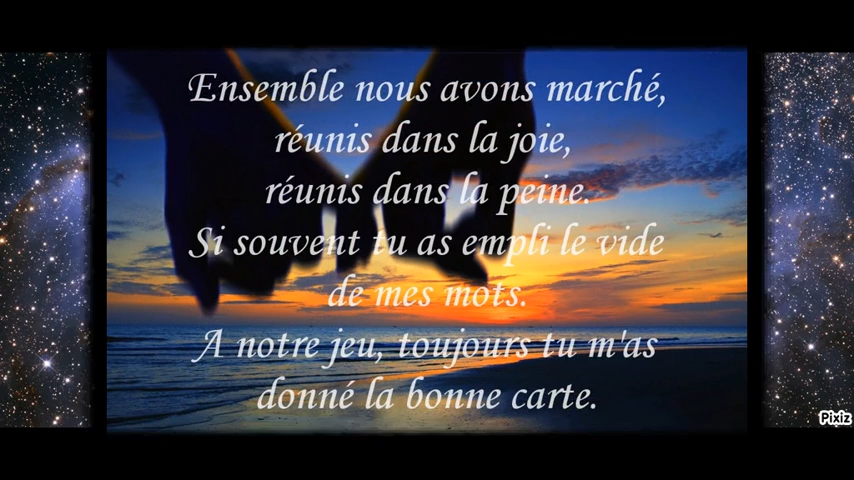 Ensemble nous avons marché,
réunis dans la joie,
réunis dans la peine.
Si souvent tu as empli le vide
de mes mots.
A notre jeu, toujours tu m'as
donné la bonne carte.
Pixiz